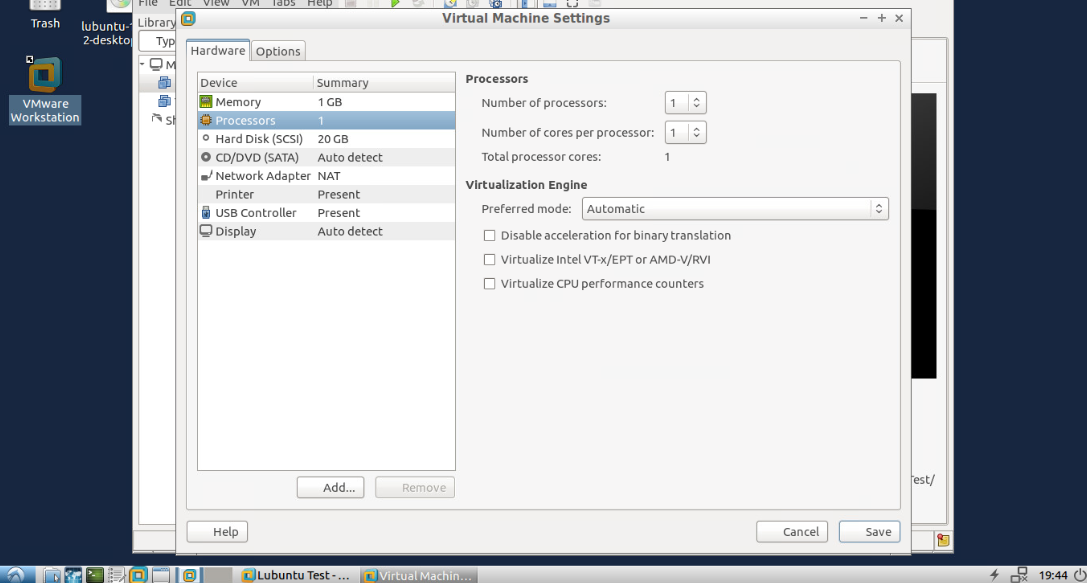 Trash
lubuntu-1
2-deskto
VMware
Workstation
File Edit View VM Tabs Help
Library
Typ
M
Sh
Virtual Machine Settings
Hardware Options
Device Summary
Memory 1 GB
Processors 1
Hard Disk (SCSI) 20 GB
CD/DVD (SATA) Auto detect
Network Adapter NAT
Printer Present
USB Controller Present
Display Auto detect
Add... Remove
Processors
Number of processors: 1
Number of cores per processor: 1
Total processor cores: 1
Virtualization Engine
Preferred mode: Automatic
Disable acceleration for binary translation
Virtualize Intel VT-x/EPT or AMD-V/RVI
Virtualize CPU performance counters
Test/
Help Cancel Save
Lubuntu Test - ... Virtual Machin... 19:44